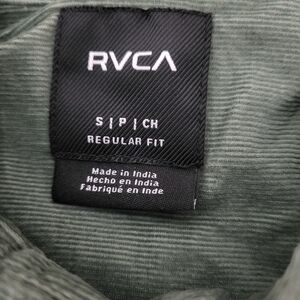 RVCA
S | P | CH
REGULAR FIT
Made in India
Hecho en India
Fabriqué en Inde